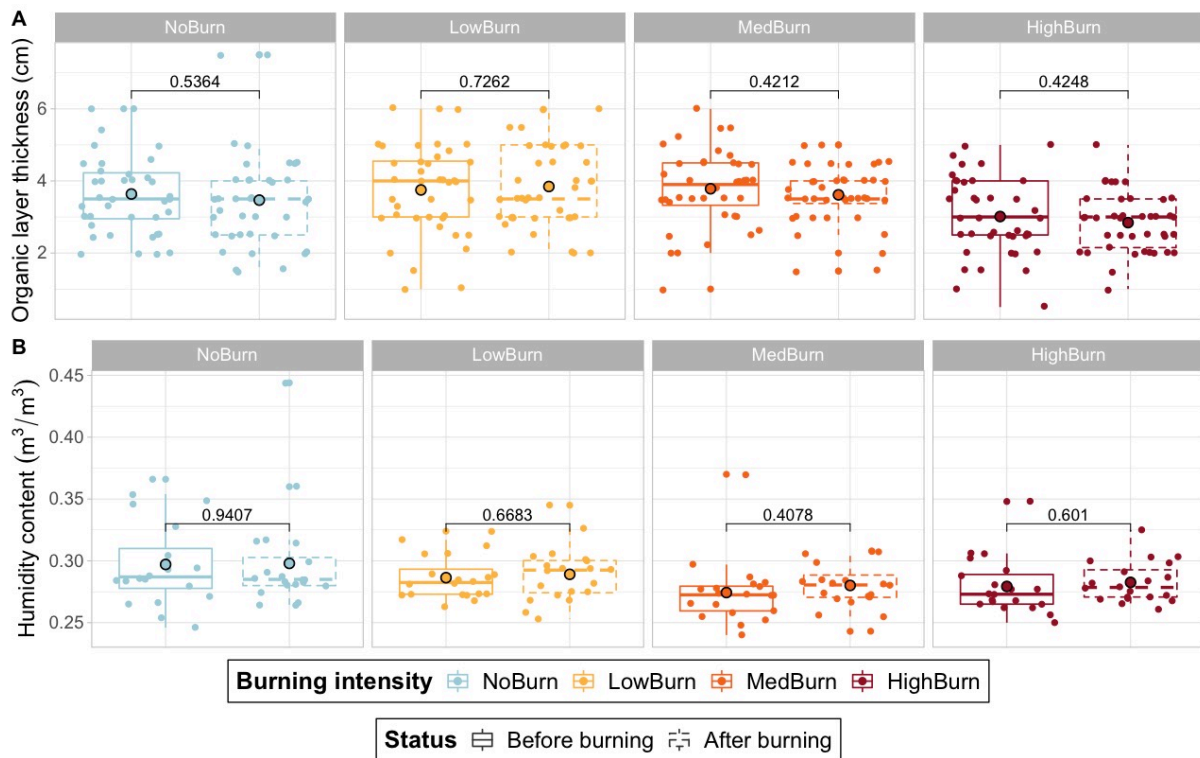 A
NoBurn LowBurn MedBurn HighBurn
Organic layer thickness (cm)
0.5364 0.7262 0.4212 0.4248
6
4
2
B
NoBurn LowBurn MedBurn HighBurn
Humidity content (m³/m³)
0.45
0.40
0.35
0.9407 0.6683 0.4078 0.601
0.30
0.25
Burning intensity NoBurn LowBurn MedBurn HighBurn
Status Before burning After burning